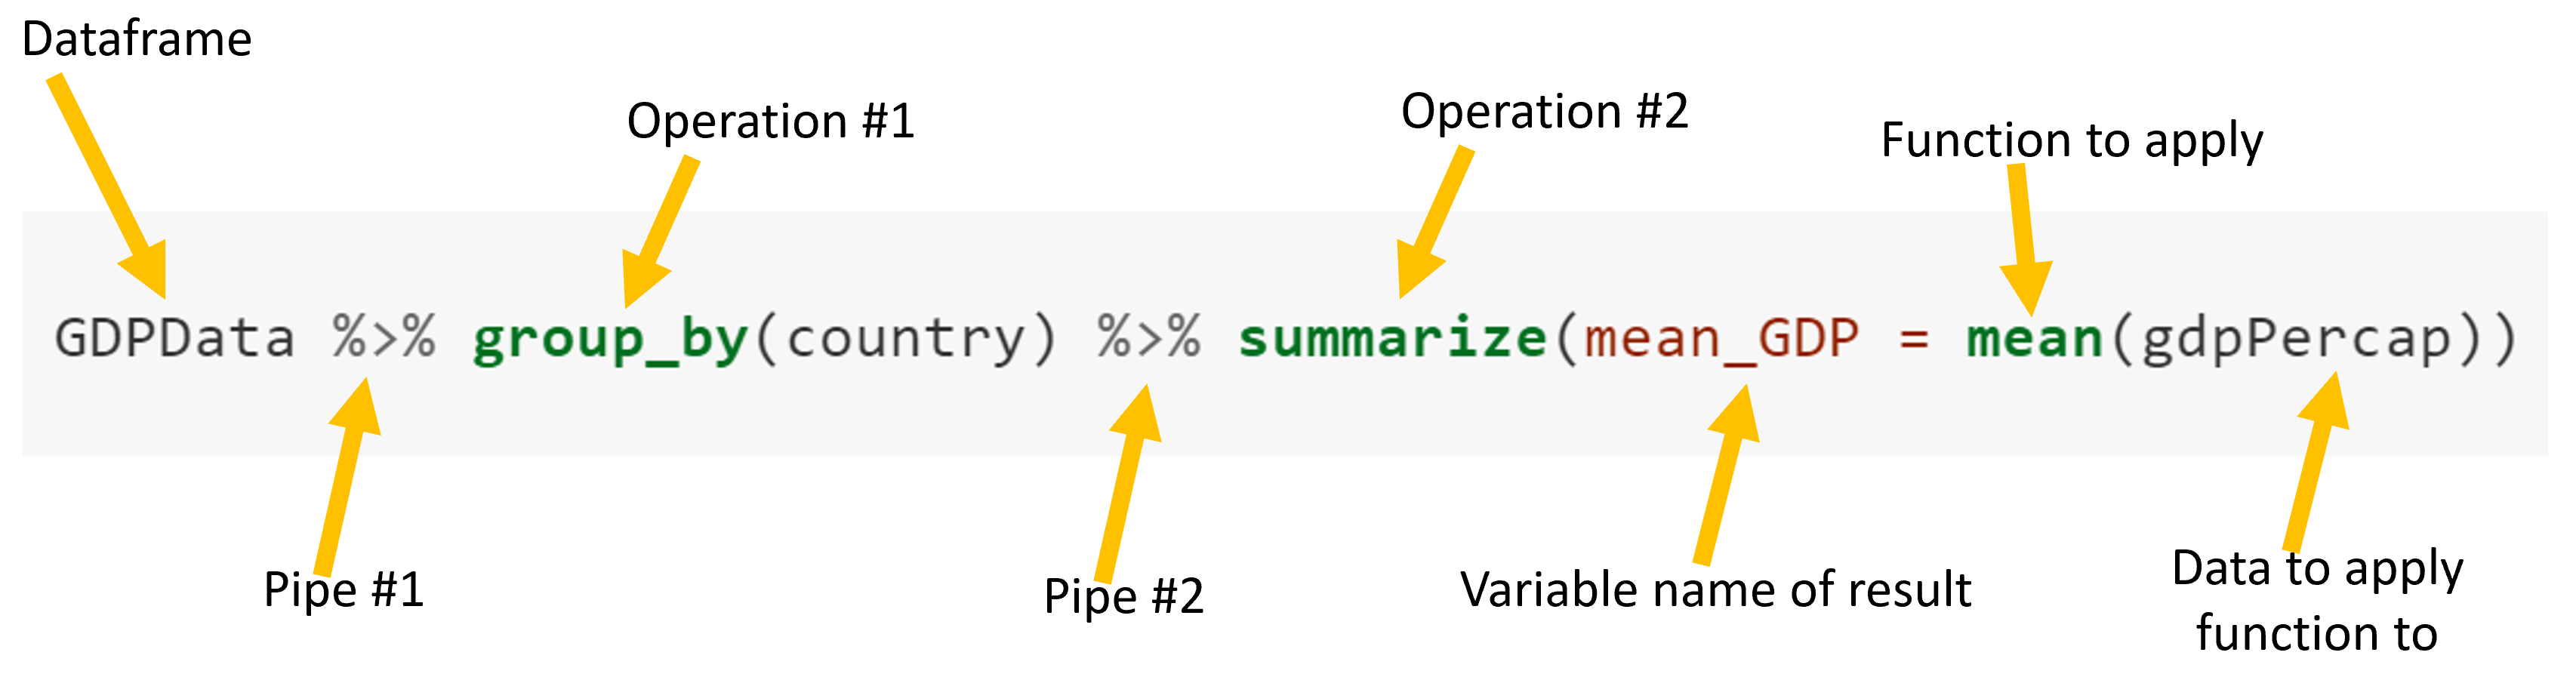 Dataframe
Operation #1
Operation #2
Function to apply
GDPData %>% group_by(country) %>% summarize(mean_GDP = mean(gdpPercap))
Pipe #1
Pipe #2
Variable name of result
Data to apply
function to